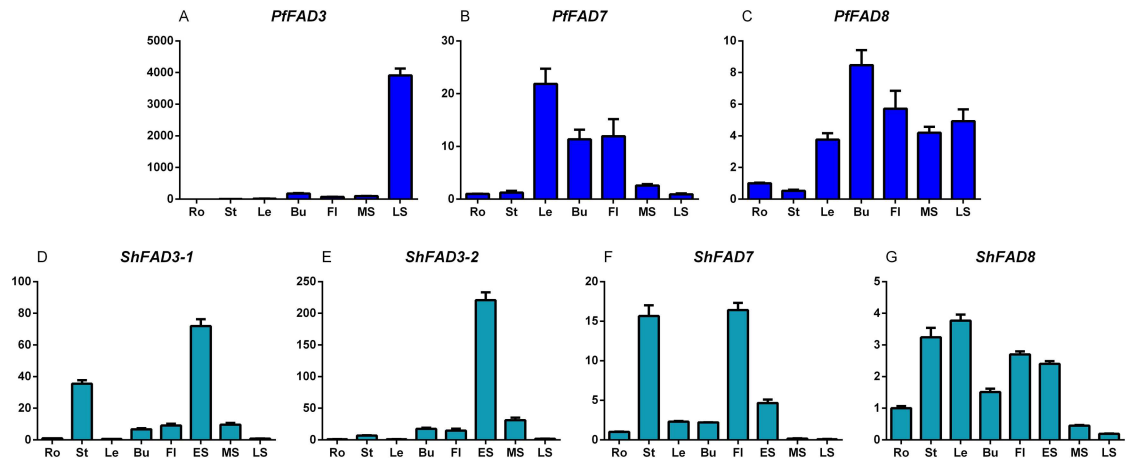 A PfFAD3
B PfFAD7
C PfFAD8
5000
4000
3000
2000
1000
0
Ro St Le Bu Fl MS LS
30
20
10
0
Ro St Le Bu Fl MS LS
10
8
6
4
2
0
Ro St Le Bu Fl MS LS
D ShFAD3-1
E ShFAD3-2
F ShFAD7
G ShFAD8
100
80
60
40
20
0
Ro St Le Bu Fl ES MS LS
250
200
150
100
50
0
Ro St Le Bu Fl ES MS LS
20
15
10
5
0
Ro St Le Bu Fl ES MS LS
5
4
3
2
1
0
Ro St Le Bu Fl ES MS LS